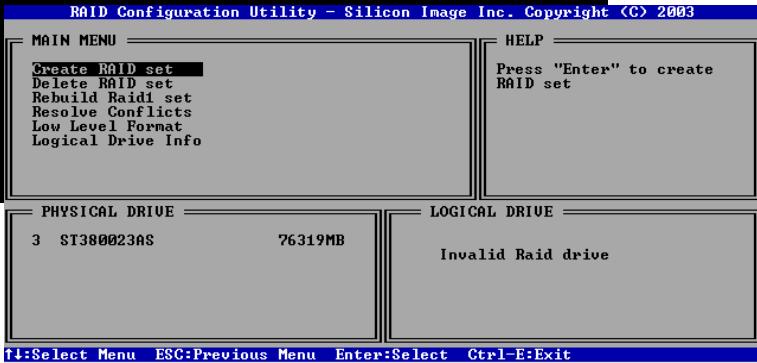 RAID Configuration Utility - Silicon Image Inc. Copyright (C) 2003
MAIN MENU
Create RAID set
Delete RAID set
Rebuild Raid1 set
Resolve Conflicts
Low Level Format
Logical Drive Info
HELP
Press "Enter" to create
RAID set
PHYSICAL DRIVE
3 ST380023AS 76319MB
LOGICAL DRIVE
Invalid Raid drive
↑↓:Select Menu ESC:Previous Menu Enter:Select Ctrl-E:Exit